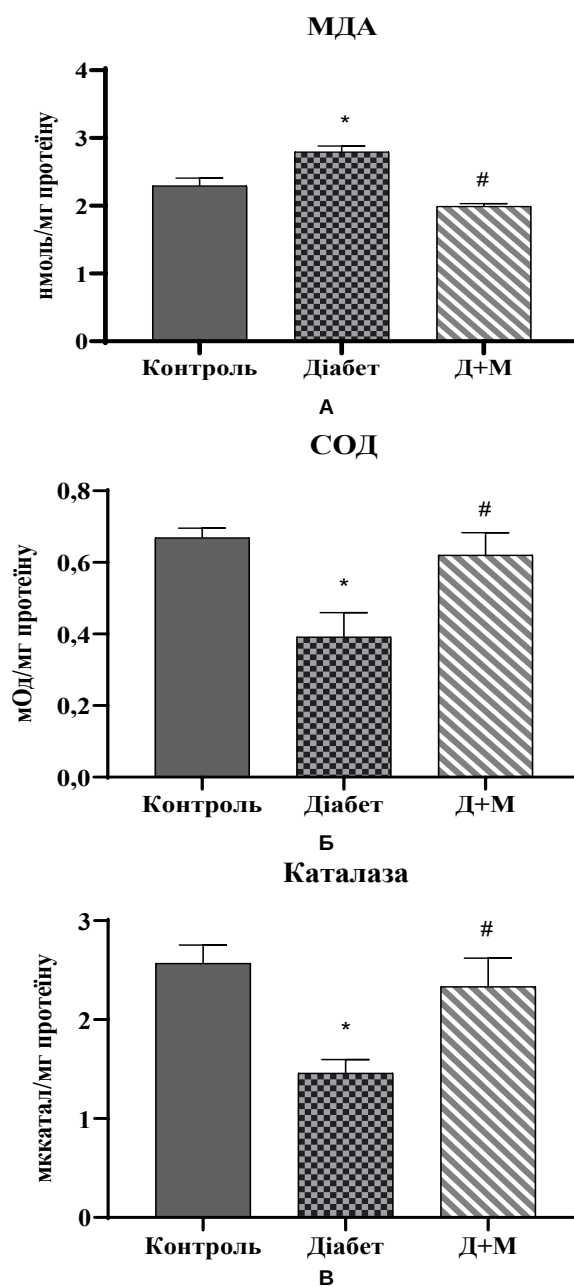 МДА
нмоль/мг протеїну
4
3
2
1
0
*
#
Контроль Діабет Д+М
А
СОД
мОд/мг протеїну
0,8
0,6
0,4
0,2
0,0
*
#
Контроль Діабет Д+М
Б
Каталаза
мккатал/мг протеїну
3
2
1
0
*
#
Контроль Діабет Д+М
В